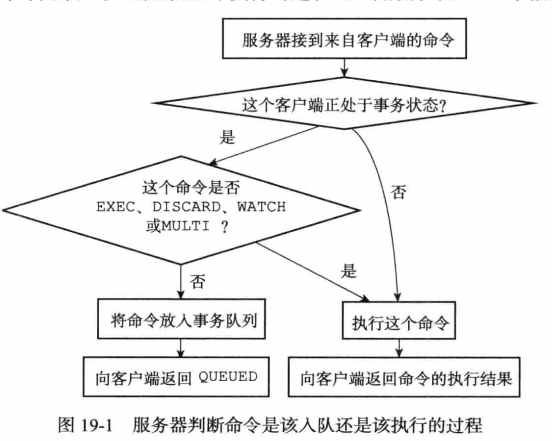 服务器接到来自客户端的命令
这个客户端正处于事务状态?
是
否
这个命令是否
EXEC、DISCARD、WATCH
或MULTI ?
否
是
将命令放入事务队列
执行这个命令
向客户端返回 QUEUED
向客户端返回命令的执行结果
图 19-1 服务器判断命令是该入队还是该执行的过程